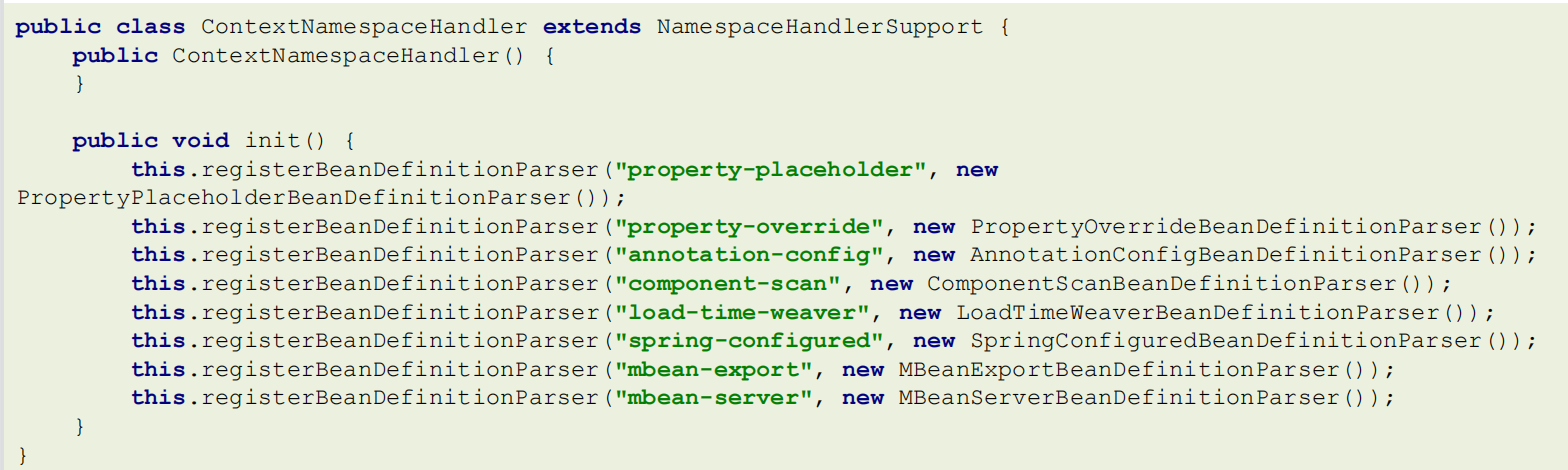 public class ContextNamespaceHandler extends NamespaceHandlerSupport {
    public ContextNamespaceHandler() {
    }

    public void init() {
        this.registerBeanDefinitionParser("property-placeholder", new
PropertyPlaceholderBeanDefinitionParser());
        this.registerBeanDefinitionParser("property-override", new PropertyOverrideBeanDefinitionParser());
        this.registerBeanDefinitionParser("annotation-config", new AnnotationConfigBeanDefinitionParser());
        this.registerBeanDefinitionParser("component-scan", new ComponentScanBeanDefinitionParser());
        this.registerBeanDefinitionParser("load-time-weaver", new LoadTimeWeaverBeanDefinitionParser());
        this.registerBeanDefinitionParser("spring-configured", new SpringConfiguredBeanDefinitionParser());
        this.registerBeanDefinitionParser("mbean-export", new MBeanExportBeanDefinitionParser());
        this.registerBeanDefinitionParser("mbean-server", new MBeanServerBeanDefinitionParser());
    }
}